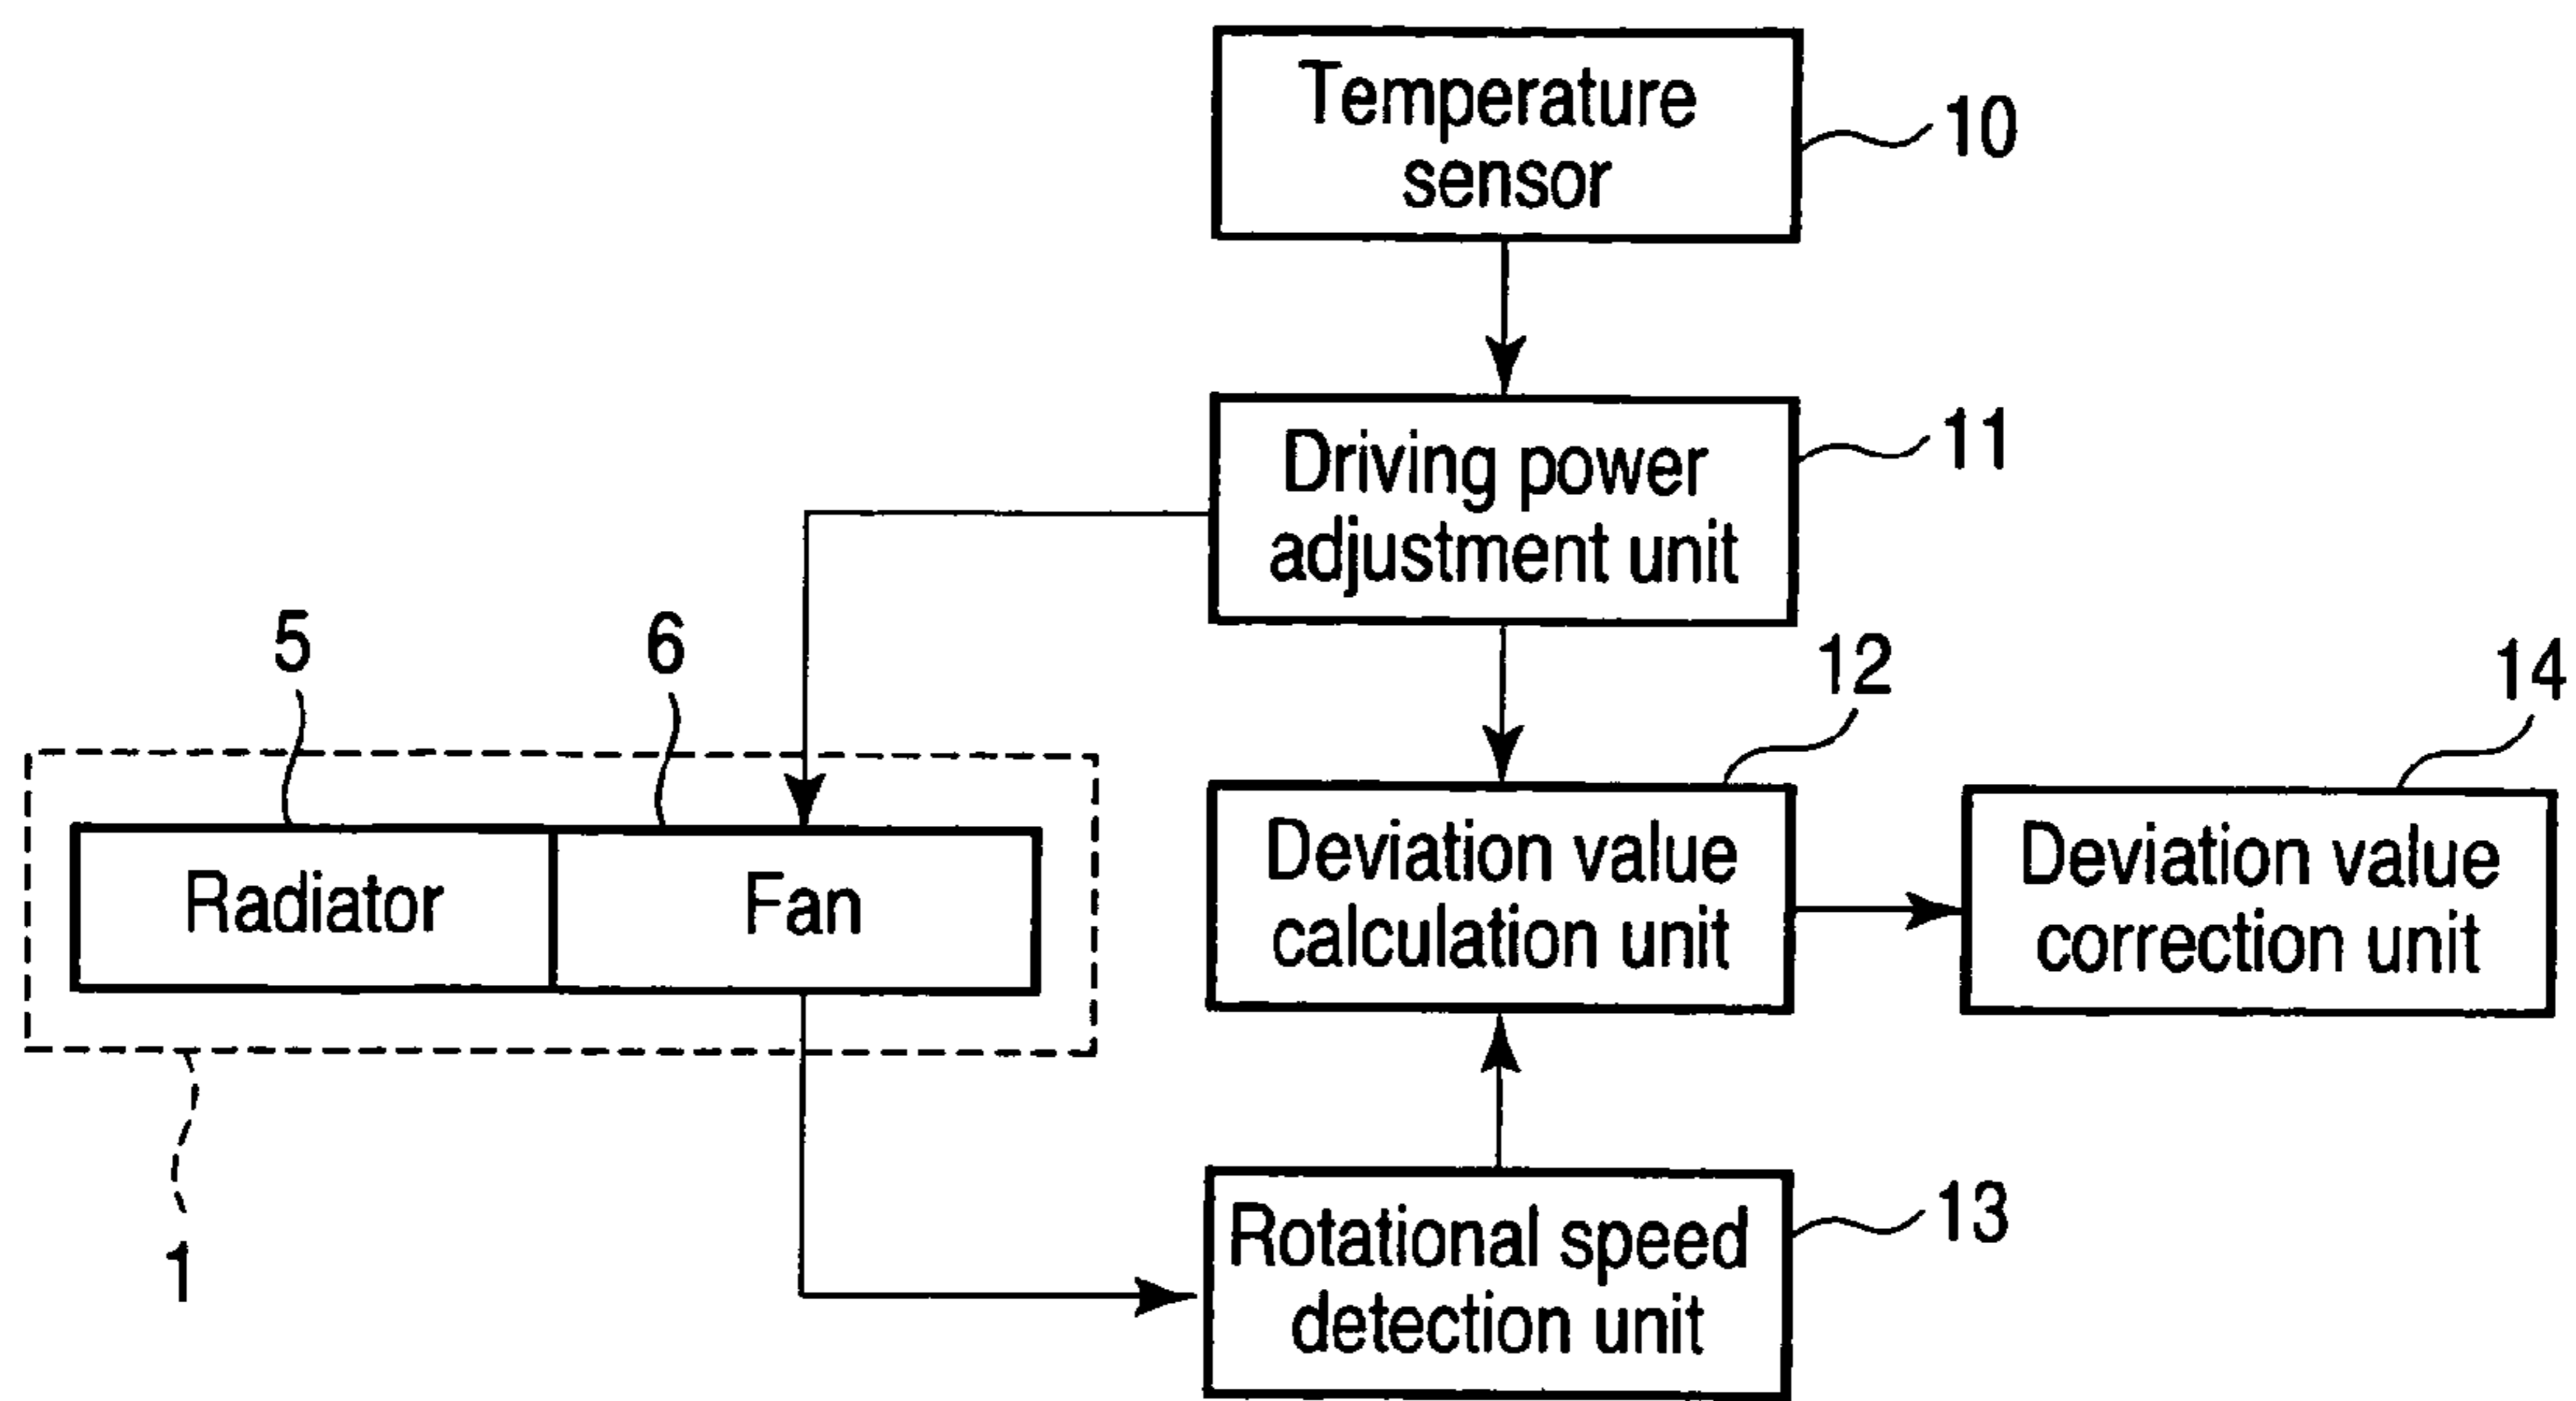 Temperature
sensor
10
Driving power
adjustment unit
11
5
6
12
14
Radiator
Fan
Deviation value
calculation unit
Deviation value
correction unit
1
Rotational speed
detection unit
13